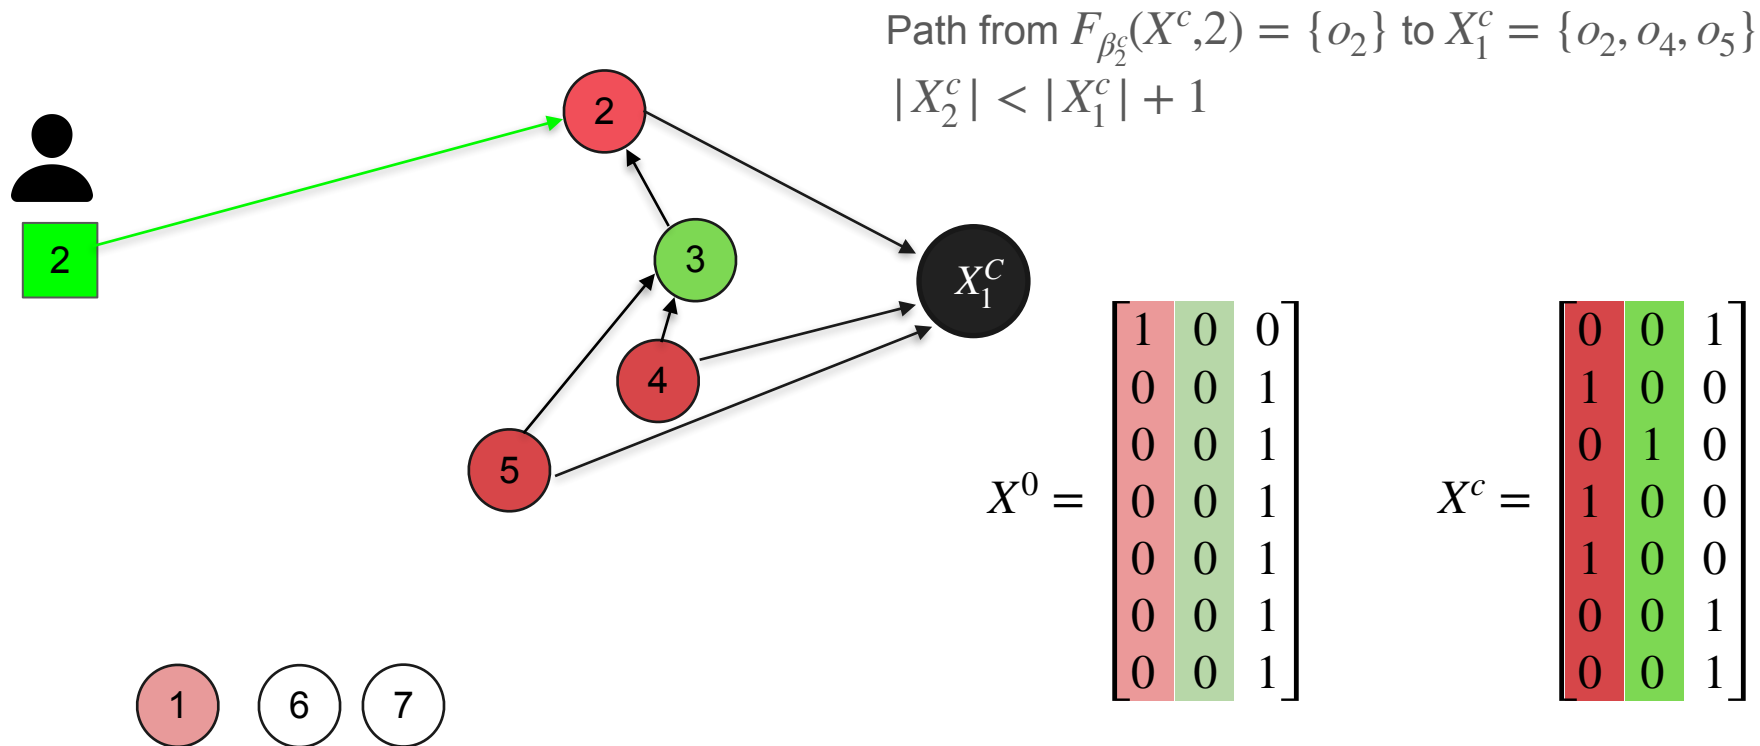 Path from $F_{\beta_2^c}(X^c,2) = \{o_2\}$ to $X_1^c = \{o_2, o_4, o_5\}$
$|X_2^c| < |X_1^c| + 1$
2
2
3
$X_1^C$
4
5
$X^0 =$
1 0 0
0 0 1
0 0 1
0 0 1
0 0 1
0 0 1
0 0 1
$X^c =$
0 0 1
1 0 0
0 1 0
1 0 0
1 0 0
0 0 1
0 0 1
1
6
7